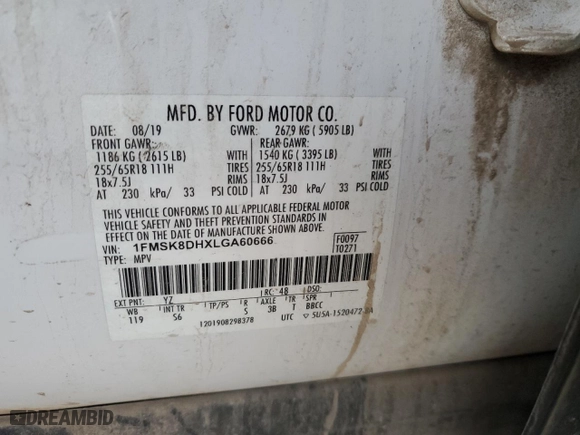 MFD. BY FORD MOTOR CO.
DATE: 08/19 GVWR: 2679 KG ( 5905 LB)
FRONT GAWR: REAR GAWR:
1186 KG ( 2615 LB) WITH 1540 KG ( 3395 LB) WITH
255/65R18 111H TIRES 255/65R18 111H TIRES
18x7.5J RIMS 18x7.5J RIMS
AT 230 kPa/ 33 PSI COLD AT 230 kPa/ 33 PSI COLD
THIS VEHICLE CONFORMS TO ALL APPLICABLE FEDERAL MOTOR
VEHICLE SAFETY AND THEFT PREVENTION STANDARDS IN
EFFECT ON THE DATE OF MANUFACTURE SHOWN ABOVE.
VIN: 1FMSK8DHXLGA60666 F0097
TYPE: MPV T0271
EXT PNT: YZ RC: 48 DSO:
WB INT TR TP/PS R AXLE TR SPR
119 S6 S 3B T BBCC
1201908298378 UTC 5USA-1520472-BA
DREAMBID